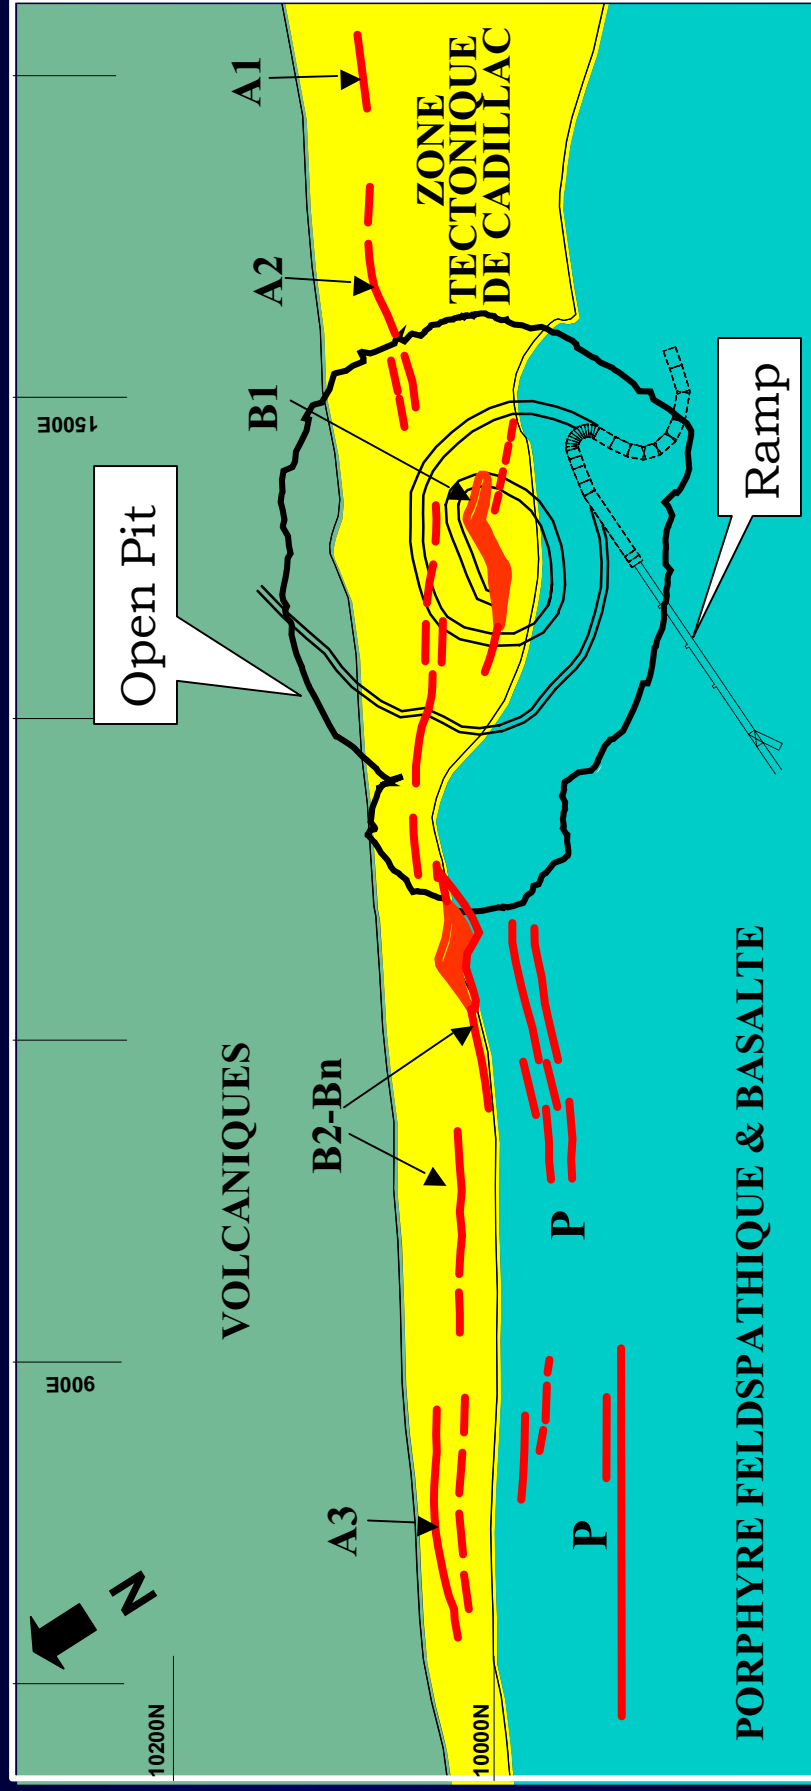 A1
ZONE
TECTONIQUE
DE CADILLAC
A2
B1
1500E
Open Pit
Ramp
VOLCANIQUES
B2-Bn
P
900E
A3
P
PORPHYRE FELDSPATHIQUE & BASALTE
N
10200N
10000N